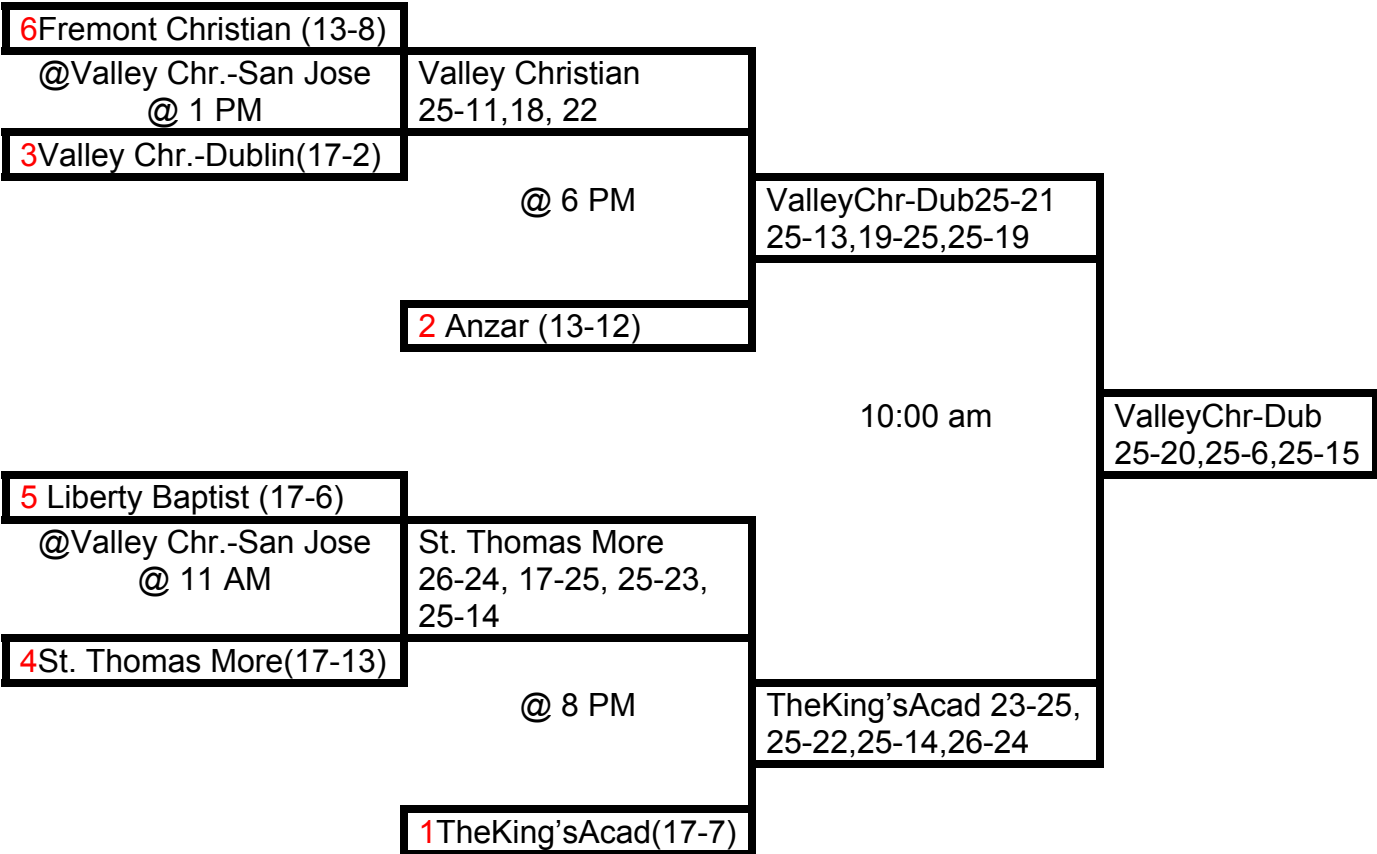 6Fremont Christian (13-8)
@Valley Chr.-San Jose
@ 1 PM
3Valley Chr.-Dublin(17-2)
Valley Christian
25-11,18, 22
@ 6 PM
2 Anzar (13-12)
ValleyChr-Dub25-21
25-13,19-25,25-19
10:00 am
ValleyChr-Dub
25-20,25-6,25-15
5 Liberty Baptist (17-6)
@Valley Chr.-San Jose
@ 11 AM
4St. Thomas More(17-13)
St. Thomas More
26-24, 17-25, 25-23,
25-14
@ 8 PM
1TheKing’sAcad(17-7)
TheKing’sAcad 23-25,
25-22,25-14,26-24